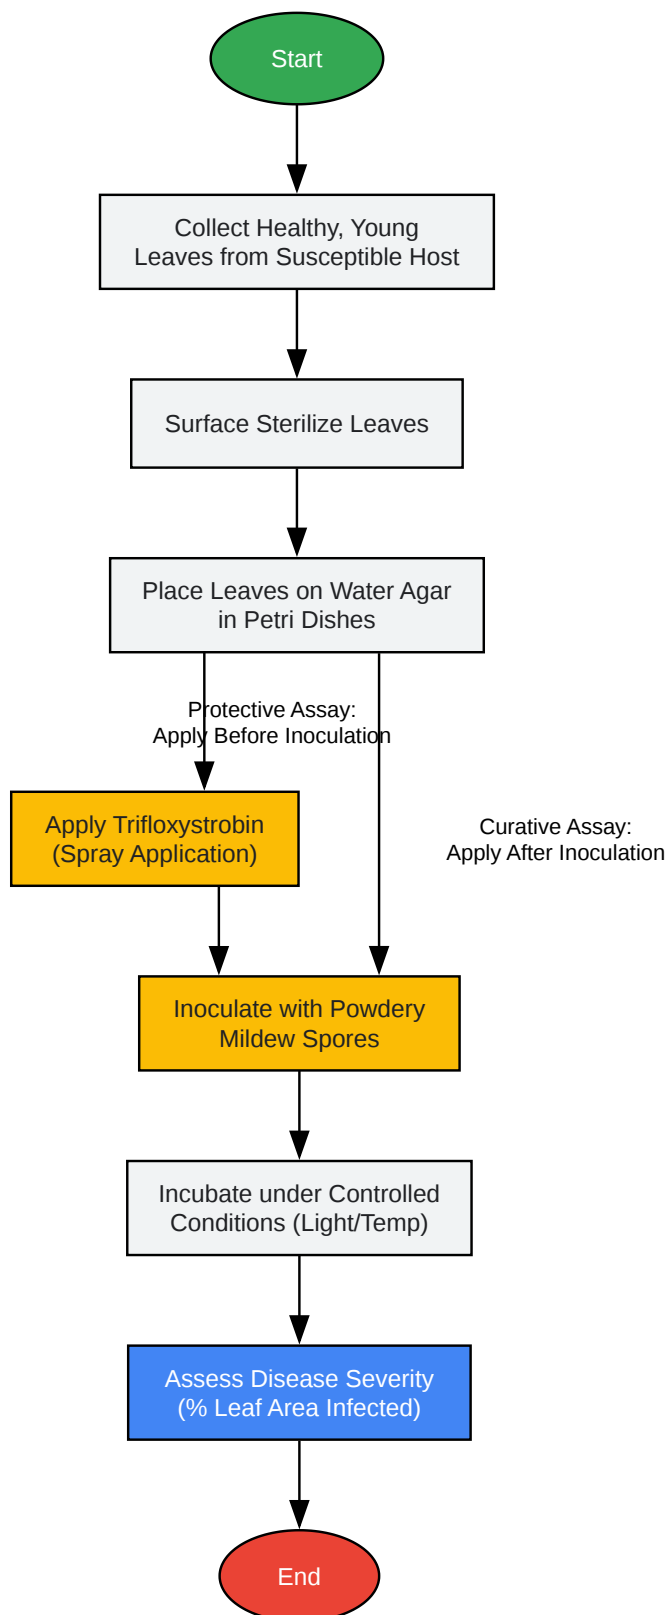 Start
Collect Healthy, Young
Leaves from Susceptible Host
Surface Sterilize Leaves
Place Leaves on Water Agar
in Petri Dishes
Protective Assay:
Apply Before Inoculation
Apply Trifloxystrobin
(Spray Application)
Curative Assay:
Apply After Inoculation
Inoculate with Powdery
Mildew Spores
Incubate under Controlled
Conditions (Light/Temp)
Assess Disease Severity
(% Leaf Area Infected)
End